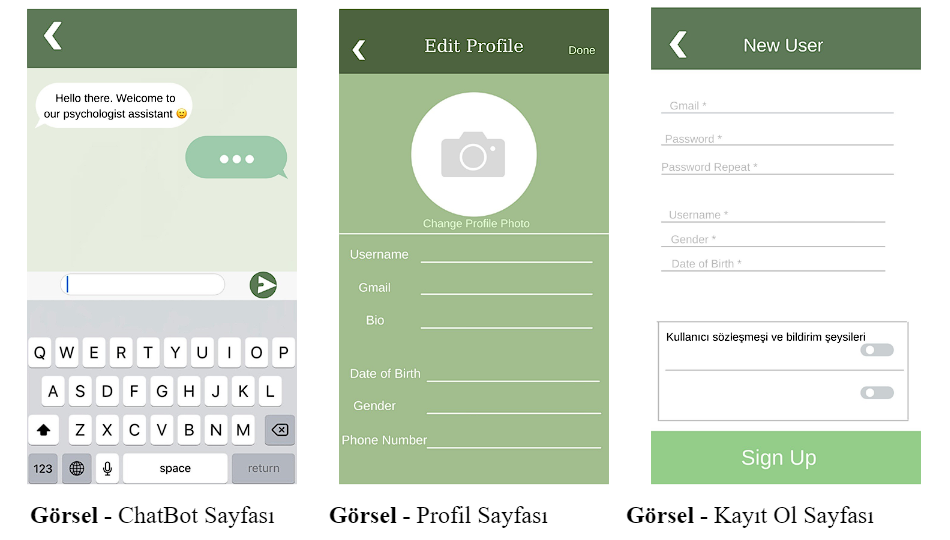 Hello there. Welcome to
our psychologist assistant 😊
Q W E R T Y U I O P
A S D F G H J K L
Z X C V B N M
123 space return
Görsel - ChatBot Sayfası
Edit Profile
Done
Change Profile Photo
Username
Gmail
Bio
Date of Birth
Gender
Phone Number
Görsel - Profil Sayfası
New User
Gmail *
Password *
Password Repeat *
Username *
Gender *
Date of Birth *
Kullanıcı sözleşmesi ve bildirim şeysileri
Sign Up
Görsel - Kayıt Ol Sayfası